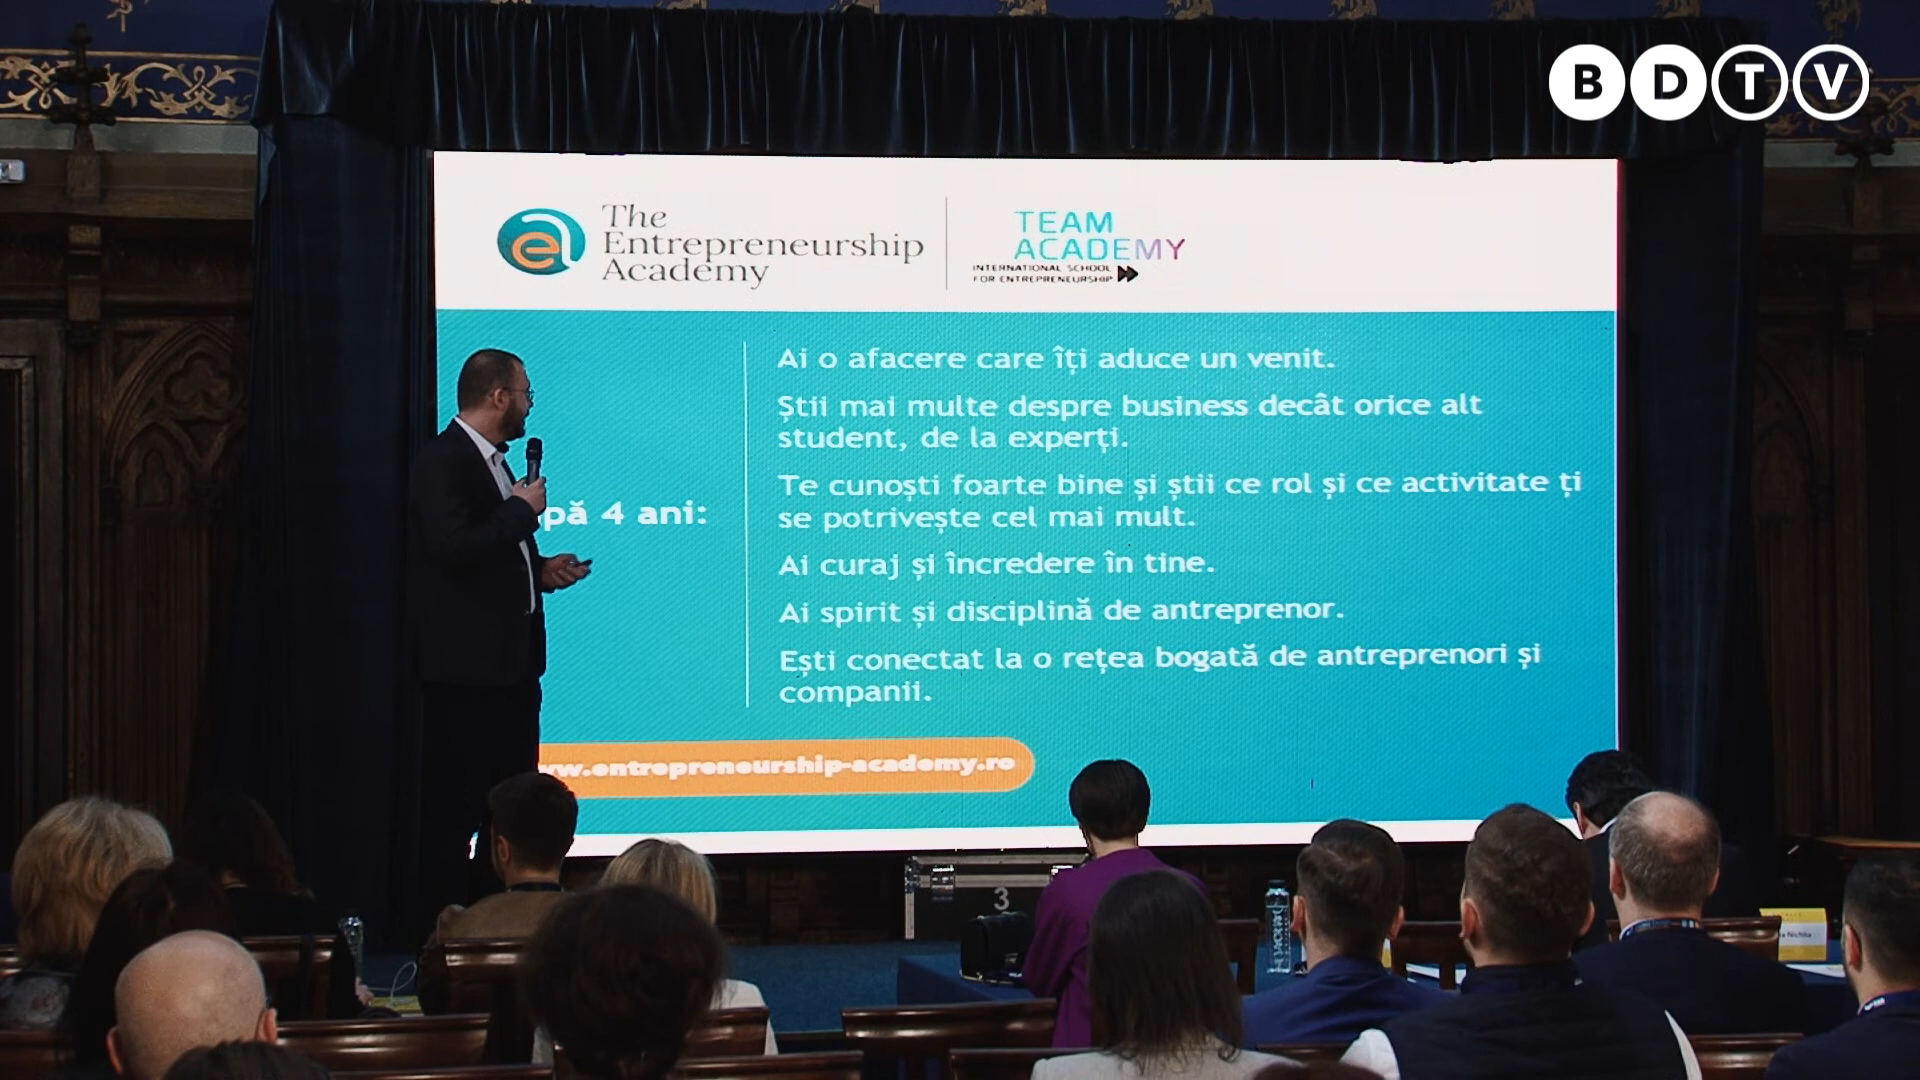 BDTV
The
Entrepreneurship
Academy
TEAM
ACADEMY
INTERNATIONAL SCHOOL
FOR ENTREPRENEURSHIP
pă 4 ani:
Ai o afacere care îți aduce un venit.
Știi mai multe despre business decât orice alt
student, de la experți.
Te cunoști foarte bine și știi ce rol și ce activitate ți
se potrivește cel mai mult.
Ai curaj și încredere în tine.
Ai spirit și disciplină de antreprenor.
Ești conectat la o rețea bogată de antreprenori și
companii.
w.entrepreneurship-academy.ro
3